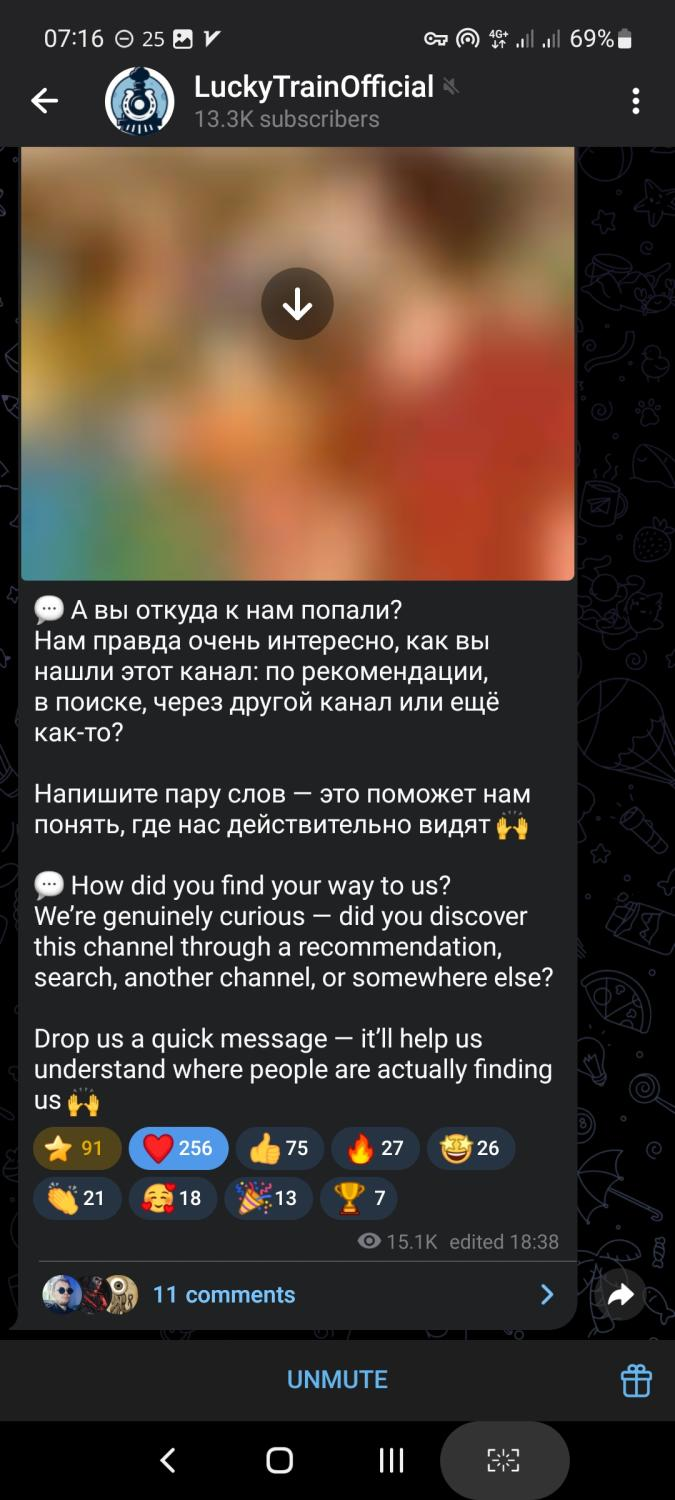 07:16 25 4G+ 69%
LuckyTrainOfficial
13.3K subscribers
💬 А вы откуда к нам попали?
Нам правда очень интересно, как вы
нашли этот канал: по рекомендации,
в поиске, через другой канал или ещё
как-то?
Напишите пару слов — это поможет нам
понять, где нас действительно видят 🙌
💬 How did you find your way to us?
We’re genuinely curious — did you discover
this channel through a recommendation,
search, another channel, or somewhere else?
Drop us a quick message — it’ll help us
understand where people are actually finding
us 🙌
⭐ 91 ❤️ 256 👍 75 🔥 27 🤩 26
👏 21 🥰 18 🎉 13 🏆 7
15.1K edited 18:38
11 comments
UNMUTE